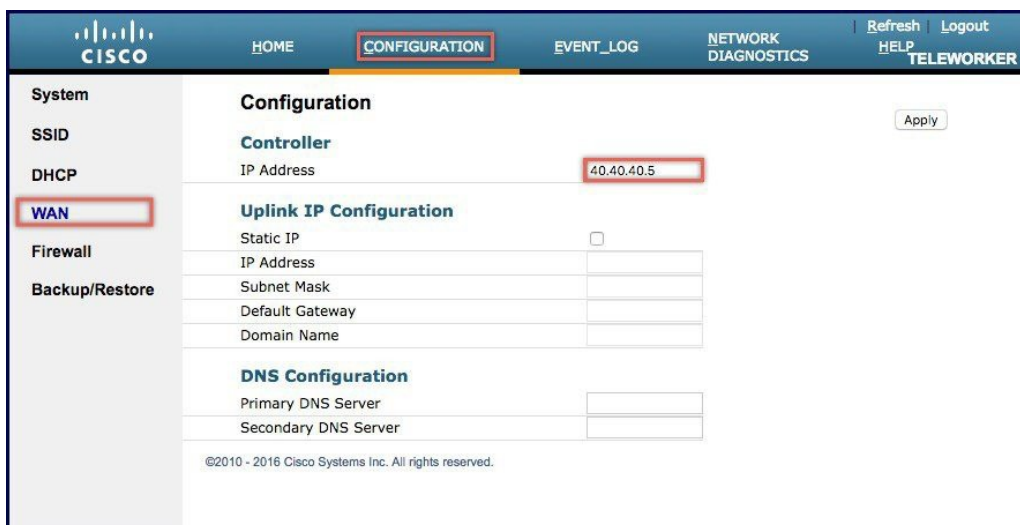 Refresh | Logout
CISCO
HOME
CONFIGURATION
EVENT_LOG
NETWORK
DIAGNOSTICS
HELP
TELEWORKER
System
SSID
DHCP
WAN
Firewall
Backup/Restore
Configuration
Apply
Controller
IP Address 40.40.40.5
Uplink IP Configuration
Static IP
IP Address
Subnet Mask
Default Gateway
Domain Name
DNS Configuration
Primary DNS Server
Secondary DNS Server
©2010 - 2016 Cisco Systems Inc. All rights reserved.